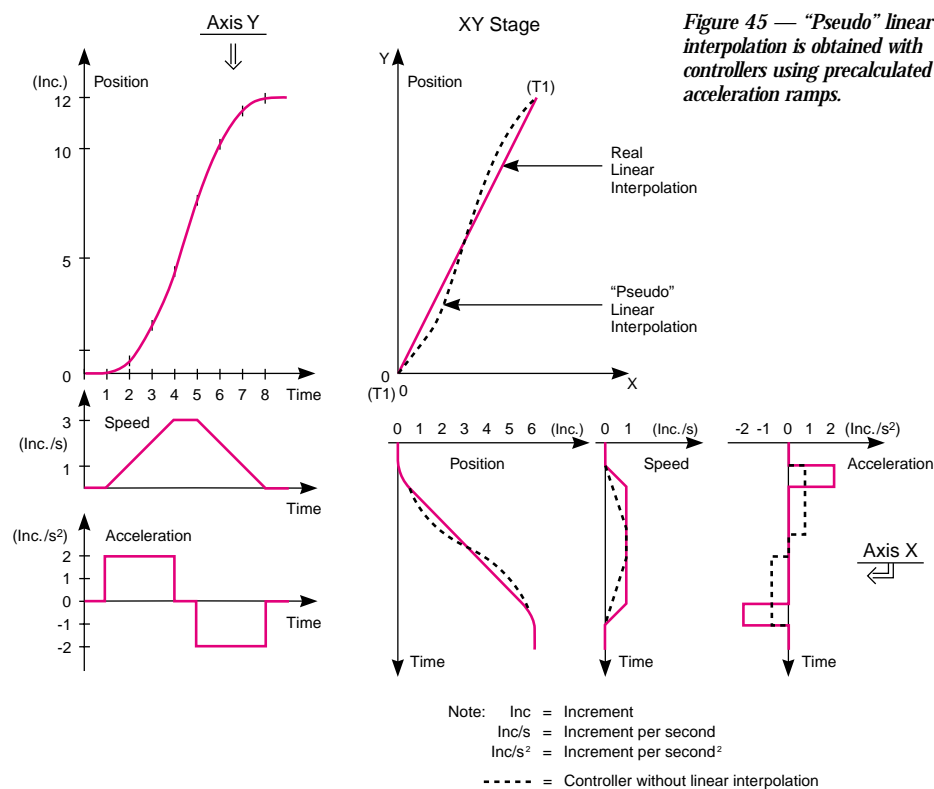 Axis Y
XY Stage
Figure 45 — “Pseudo” linear
interpolation is obtained with
controllers using precalculated
acceleration ramps.
(Inc.)
Position
12
10
5
0
1 2 3 4 5 6 7 8 Time
Y
Position
(T1)
Real
Linear
Interpolation
“Pseudo”
Linear
Interpolation
0
(T1) 0
X
3
Speed
(Inc./s)
1
Time
(Inc./s²)
Acceleration
2
1
0
-1
-2
Time
0 1 2 3 4 5 6 (Inc.)
Position
Time
0 1 (Inc./s)
Speed
Time
-2 -1 0 1 2 (Inc./s²)
Acceleration
Axis X
Time
Note: Inc = Increment
Inc/s = Increment per second
Inc/s² = Increment per second²
= Controller without linear interpolation